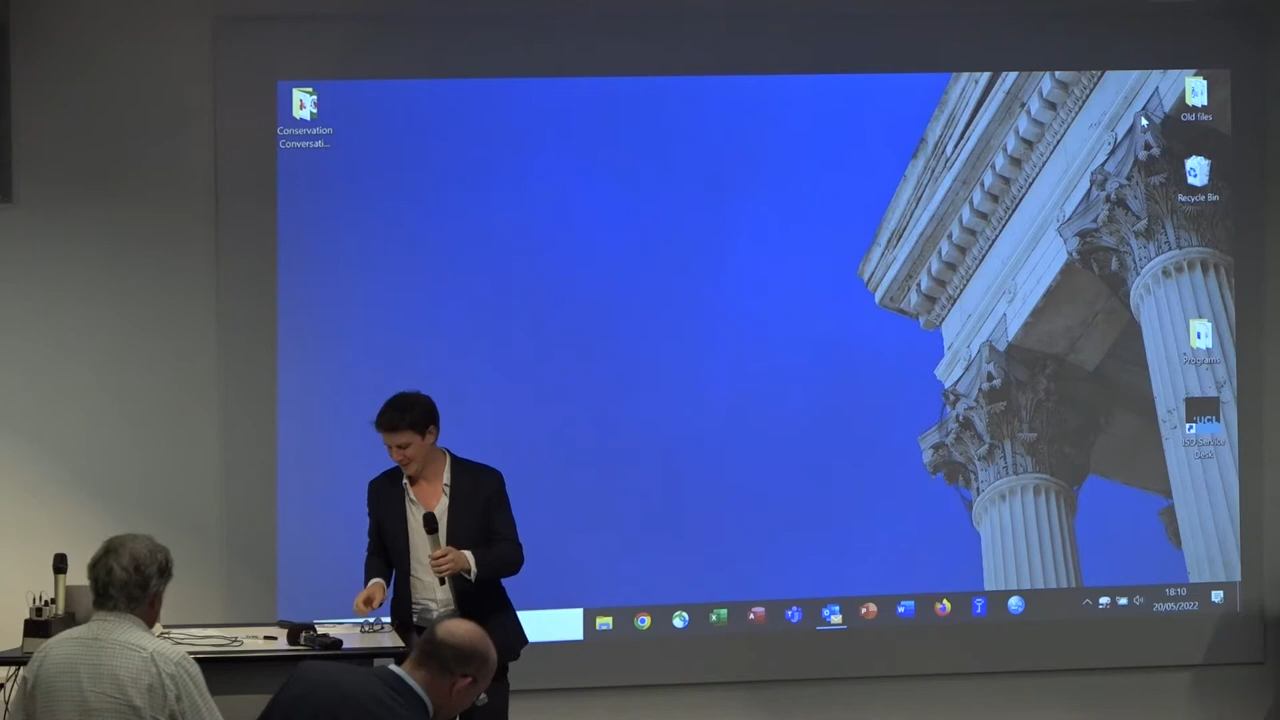 Conservation
Conversati...
Old files
Recycle Bin
Programs
UCL
ISD Service
Desk
18:10
20/05/2022